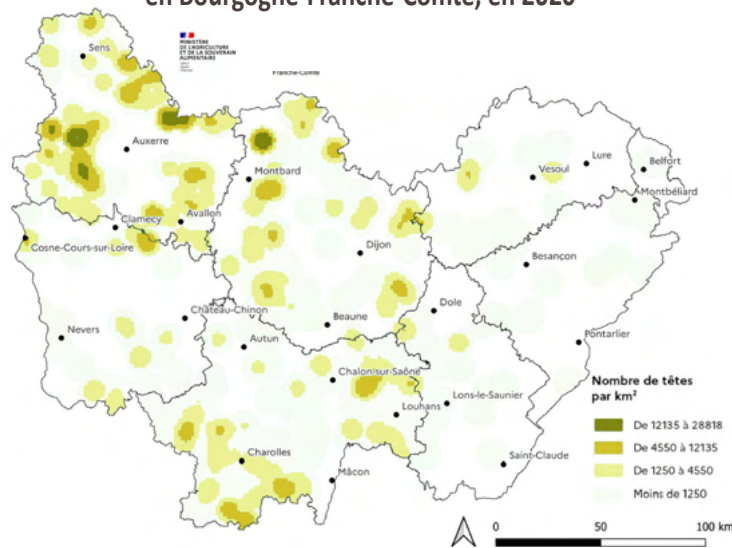 en Bourgogne-Franche-Comté, en 2020
MINISTÈRE
DE L'AGRICULTURE
ET DE LA SOUVERAIN
ALIMENTAIRE
Franche-Comté
Sens
Auxerre
Montbard
Vesoul
Lure
Belfort
Montbéliard
Clamecy
Avallon
Cosne-Cours-sur-Loire
Dijon
Besançon
Château-Chinon
Dole
Nevers
Autun
Beaune
Pontarlier
Chalon-sur-Saône
Louhans
Lons-le-Saunier
Charolles
Mâcon
Saint-Claude
Nombre de têtes
par km²
De 12135 à 28818
De 4550 à 12135
De 1250 à 4550
Moins de 1250
0 50 100 km